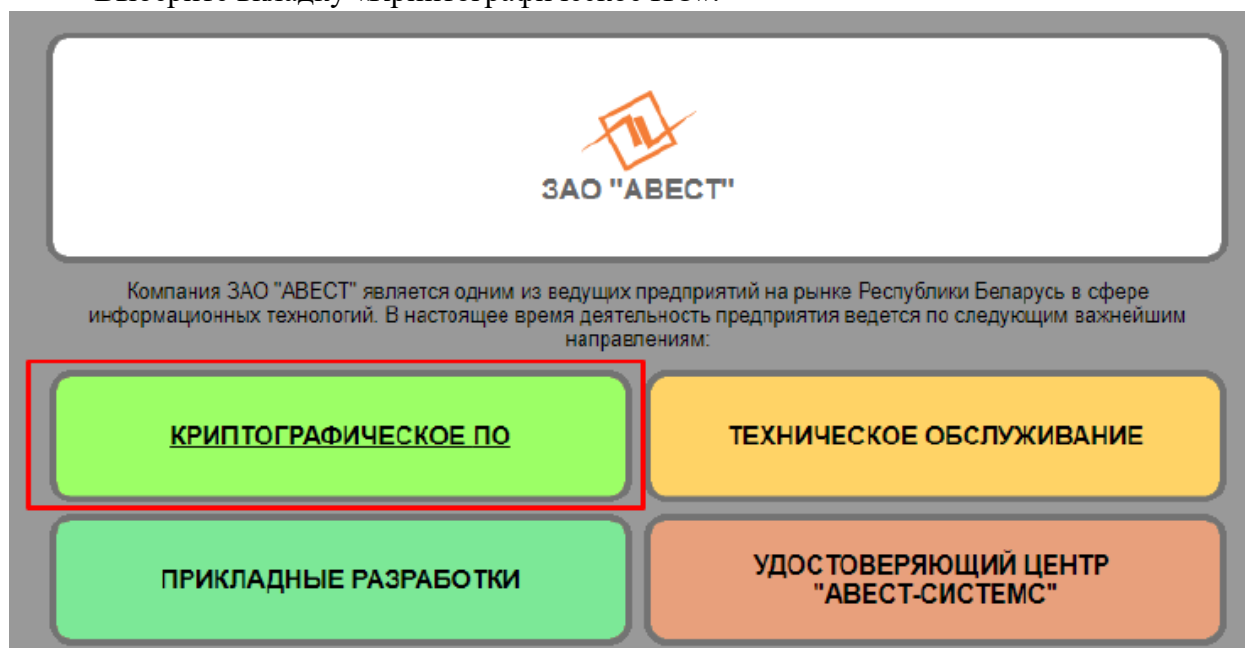 ЗАО "АВЕСТ"
Компания ЗАО "АВЕСТ" является одним из ведущих предприятий на рынке Республики Беларусь в сфере
информационных технологий. В настоящее время деятельность предприятия ведется по следующим важнейшим
направлениям:
КРИПТОГРАФИЧЕСКОЕ ПО
ТЕХНИЧЕСКОЕ ОБСЛУЖИВАНИЕ
ПРИКЛАДНЫЕ РАЗРАБОТКИ
УДОСТОВЕРЯЮЩИЙ ЦЕНТР
"АВЕСТ-СИСТЕМС"